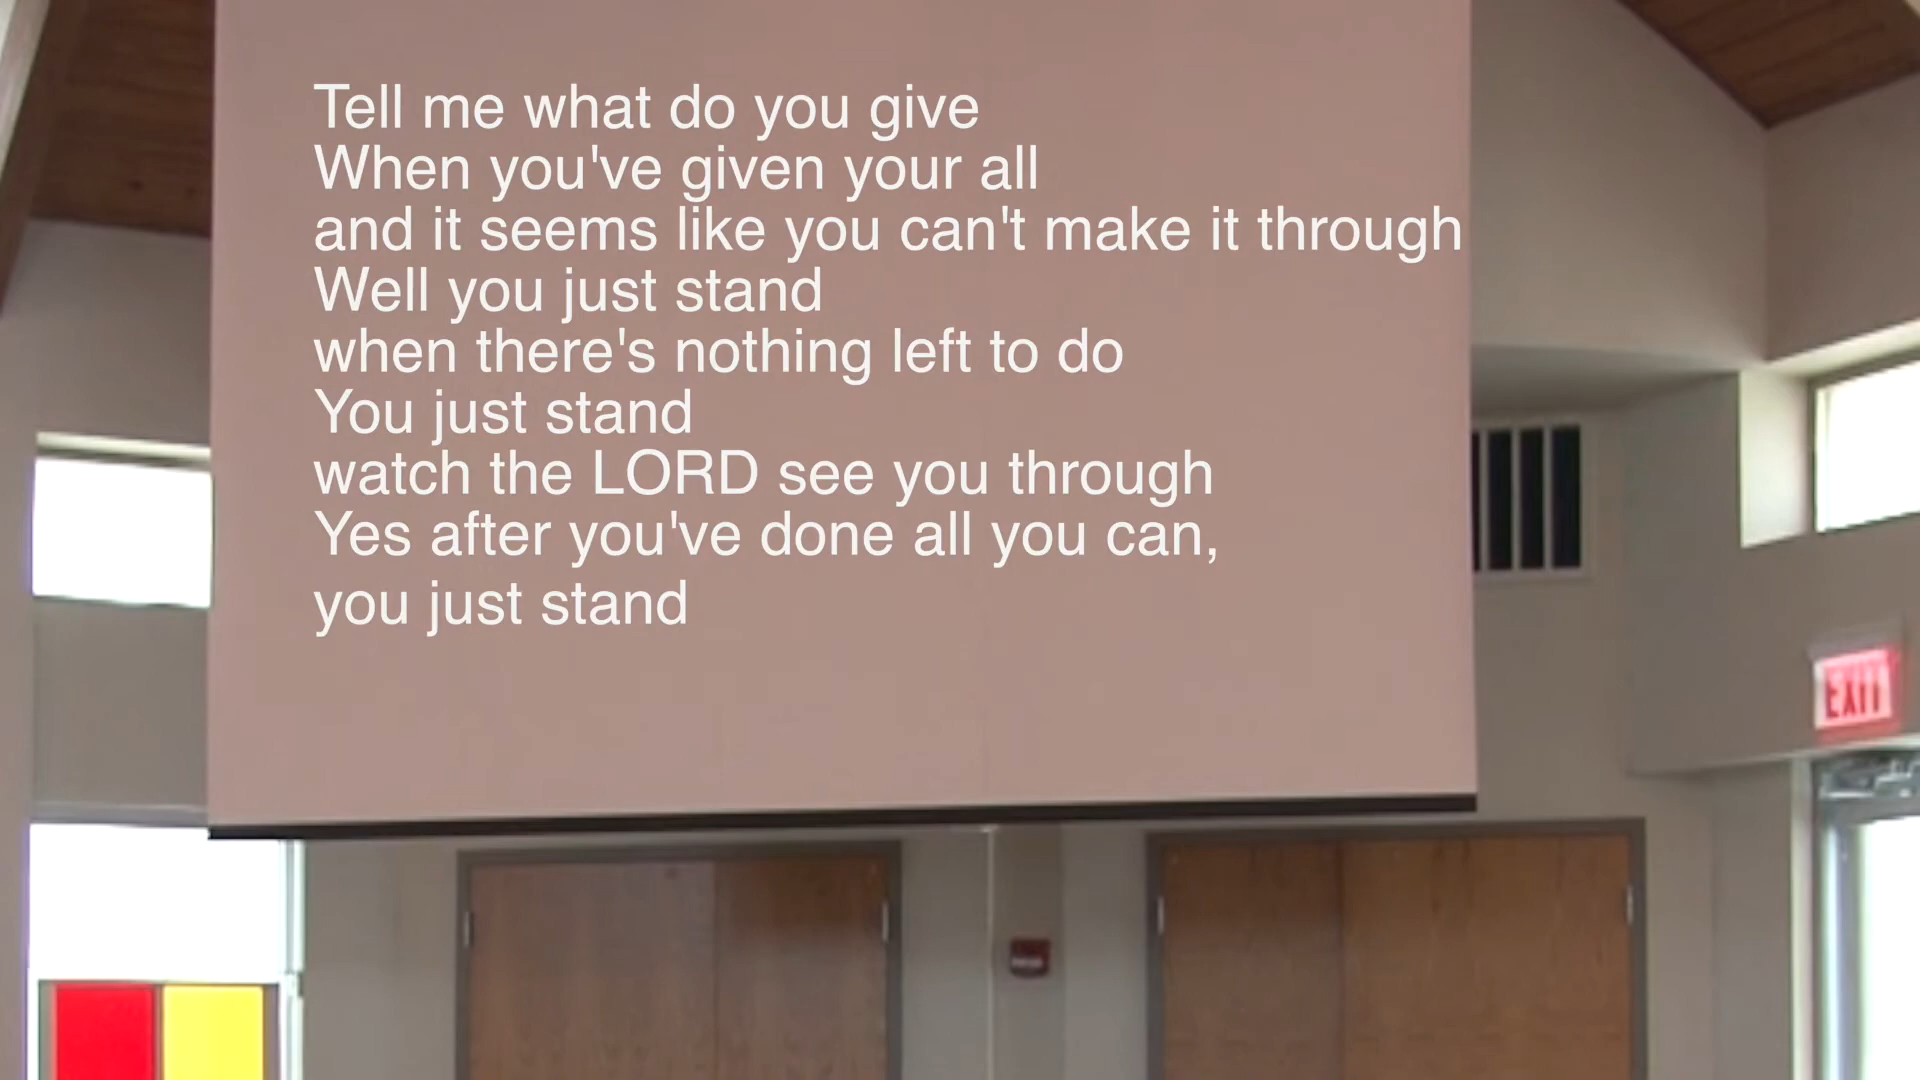 Tell me what do you give
When you've given your all
and it seems like you can't make it through
Well you just stand
when there's nothing left to do
You just stand
watch the LORD see you through
Yes after you've done all you can,
you just stand
EXIT